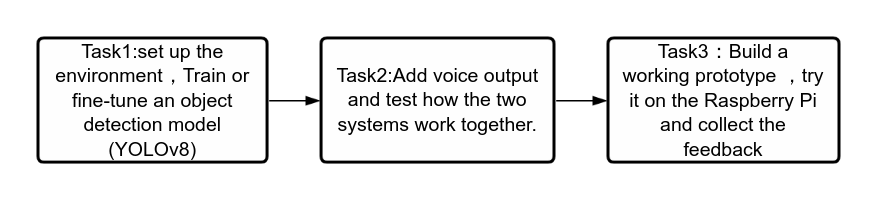 Task1:set up the
environment，Train or
fine-tune an object
detection model
(YOLOv8)
Task2:Add voice output
and test how the two
systems work together.
Task3：Build a
working prototype ，try
it on the Raspberry Pi
and collect the
feedback